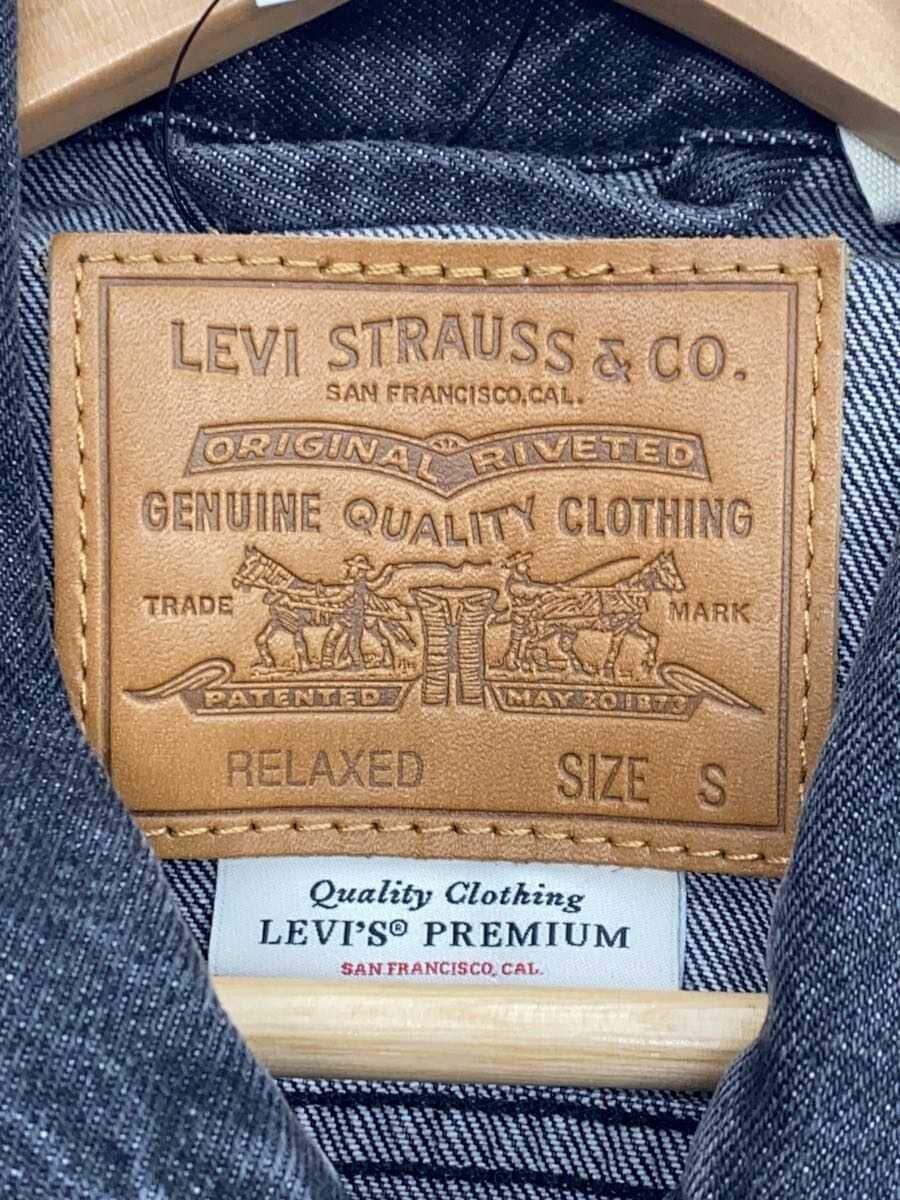 LEVI STRAUSS & CO.
SAN FRANCISCO, CAL.
ORIGINAL RIVETED
GENUINE QUALITY CLOTHING
TRADE MARK
PATENTED MAY 20 1873
RELAXED SIZE S
Quality Clothing
LEVI'S® PREMIUM
SAN FRANCISCO, CAL.